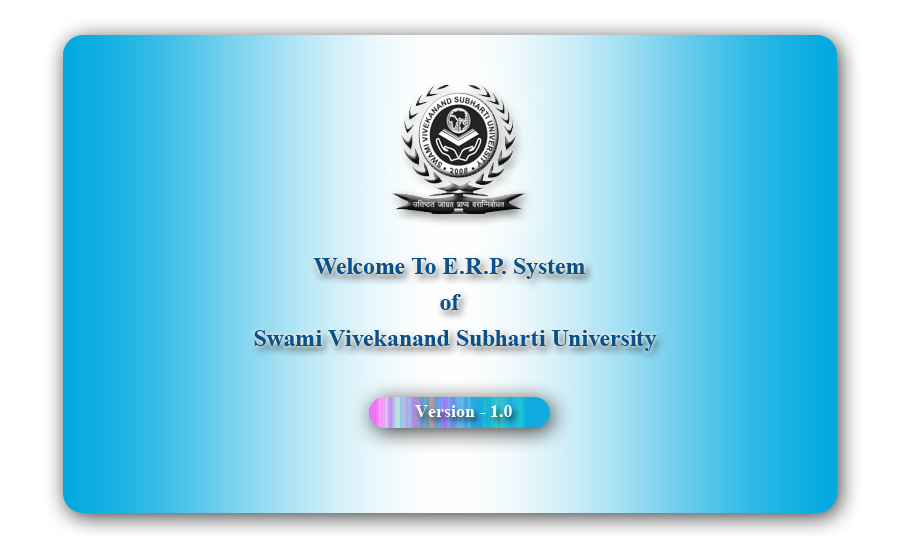 SWAMI VIVEKANAND SUBHARTI UNIVERSITY
• 2008 •
उत्तिष्ठत जाग्रत प्राप्य वरान्निबोधत
Welcome To E.R.P. System
of
Swami Vivekanand Subharti University
Version - 1.0